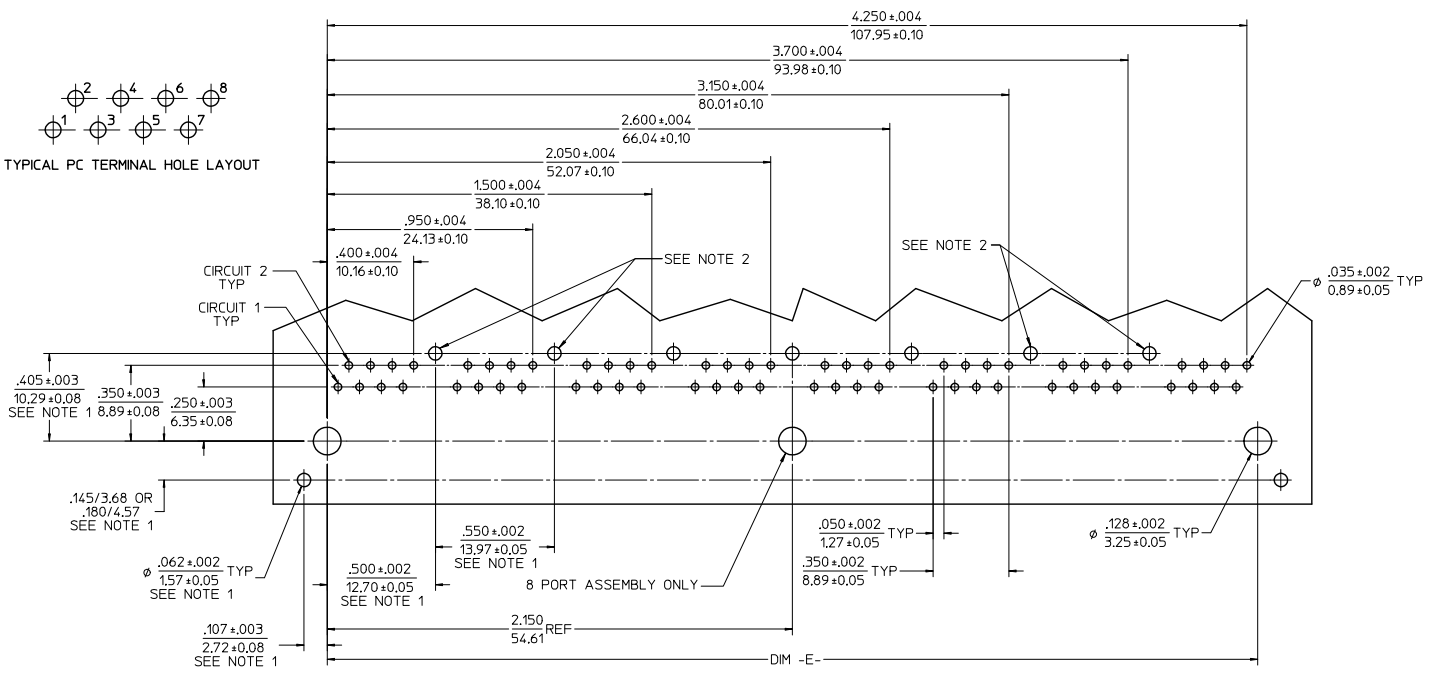 4.250±.004
107.95±0.10
3.700±.004
93.98±0.10
3.150±.004
80.01±0.10
2.600±.004
66.04±0.10
2.050±.004
52.07±0.10
1.500±.004
38.10±0.10
.950±.004
24.13±0.10
.400±.004
10.16±0.10
2 4 6 8
1 3 5 7
TYPICAL PC TERMINAL HOLE LAYOUT
SEE NOTE 2
SEE NOTE 2
CIRCUIT 2
TYP
CIRCUIT 1
TYP
ø .035±.002 TYP
0.89±0.05
.405±.003
10.29±0.08
SEE NOTE 1
.350±.003
8.89±0.08
.250±.003
6.35±0.08
.145/3.68 OR
.180/4.57
SEE NOTE 1
ø .062±.002 TYP
1.57±0.05
SEE NOTE 1
.107±.003
2.72±0.08
SEE NOTE 1
.550±.002
13.97±0.05
SEE NOTE 1
.500±.002
12.70±0.05
SEE NOTE 1
8 PORT ASSEMBLY ONLY
.050±.002 TYP
1.27±0.05
.350±.002 TYP
8.89±0.05
ø .128±.002 TYP
3.25±0.05
2.150 REF
54.61
DIM -E-